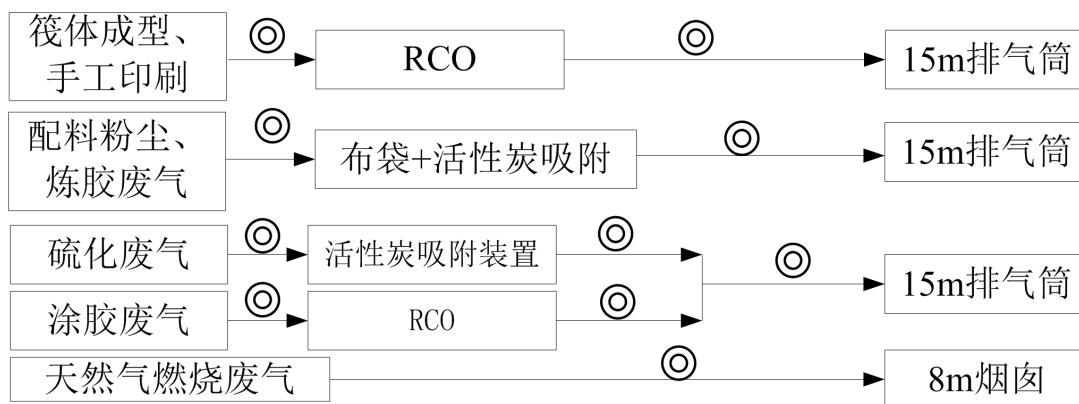 筏体成型、
手工印刷
RCO
15m排气筒
配料粉尘、
炼胶废气
布袋+活性炭吸附
15m排气筒
硫化废气
活性炭吸附装置
涂胶废气
RCO
15m排气筒
天然气燃烧废气
8m烟囱